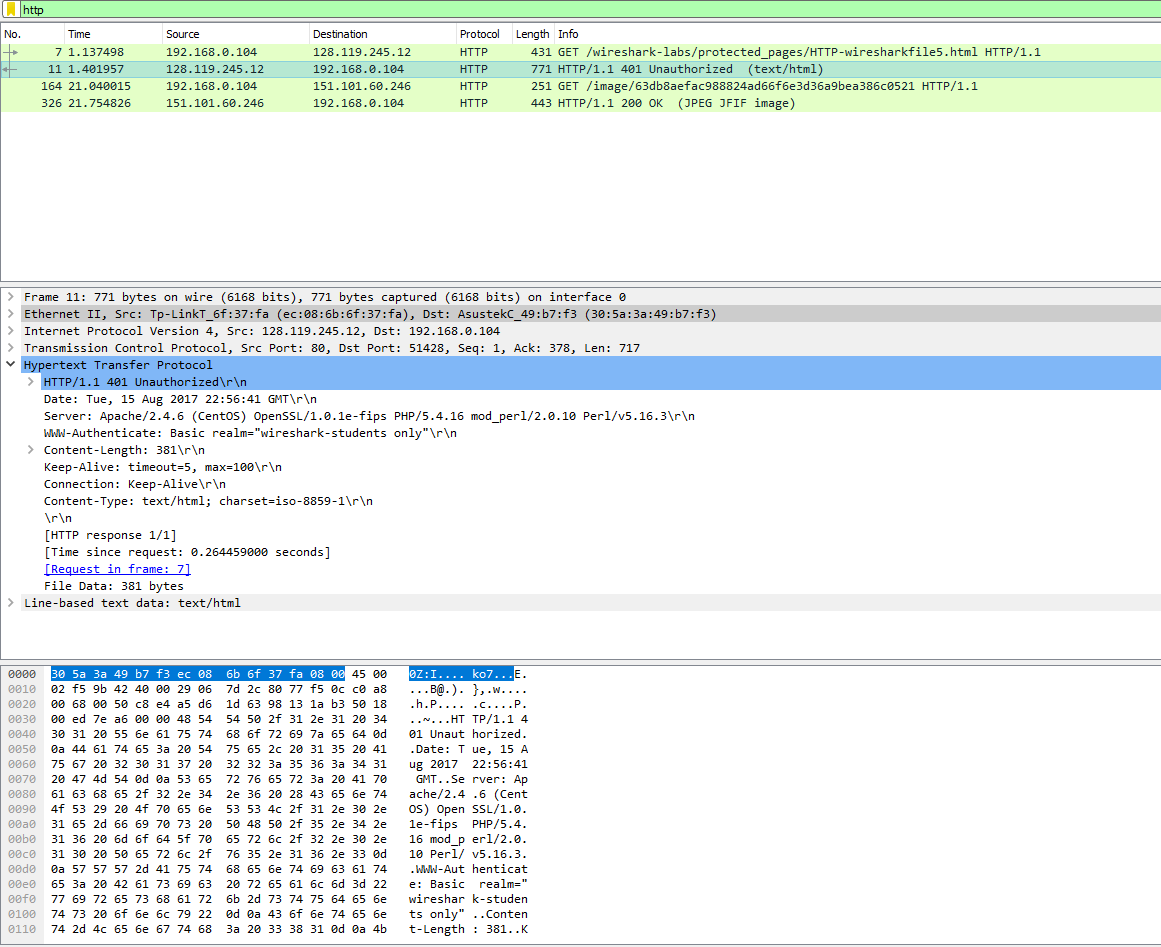 http
No. Time Source Destination Protocol Length Info
7 1.137498 192.168.0.104 128.119.245.12 HTTP 431 GET /wireshark-labs/protected_pages/HTTP-wiresharkfile5.html HTTP/1.1
11 1.401957 128.119.245.12 192.168.0.104 HTTP 771 HTTP/1.1 401 Unauthorized  (text/html)
164 21.040015 192.168.0.104 151.101.60.246 HTTP 251 GET /image/63db8aefac988824ad66f6e3d36a9bea386c0521 HTTP/1.1
326 21.754826 151.101.60.246 192.168.0.104 HTTP 443 HTTP/1.1 200 OK  (JPEG JFIF image)
Frame 11: 771 bytes on wire (6168 bits), 771 bytes captured (6168 bits) on interface 0
Ethernet II, Src: Tp-LinkT_6f:37:fa (ec:08:6b:6f:37:fa), Dst: AsustekC_49:b7:f3 (30:5a:3a:49:b7:f3)
Internet Protocol Version 4, Src: 128.119.245.12, Dst: 192.168.0.104
Transmission Control Protocol, Src Port: 80, Dst Port: 51428, Seq: 1, Ack: 378, Len: 717
Hypertext Transfer Protocol
HTTP/1.1 401 Unauthorized\r\n
Date: Tue, 15 Aug 2017 22:56:41 GMT\r\n
Server: Apache/2.4.6 (CentOS) OpenSSL/1.0.1e-fips PHP/5.4.16 mod_perl/2.0.10 Perl/v5.16.3\r\n
WWW-Authenticate: Basic realm="wireshark-students only"\r\n
Content-Length: 381\r\n
Keep-Alive: timeout=5, max=100\r\n
Connection: Keep-Alive\r\n
Content-Type: text/html; charset=iso-8859-1\r\n
\r\n
[HTTP response 1/1]
[Time since request: 0.264459000 seconds]
[Request in frame: 7]
File Data: 381 bytes
Line-based text data: text/html
0000 30 5a 3a 49 b7 f3 ec 08 6b 6f 37 fa 08 00 45 00 0Z:I.... ko7...E.
0010 02 f5 9b 42 40 00 29 06 7d 2c 80 77 f5 0c c0 a8 ...B@.). },.w....
0020 00 68 00 50 c8 e4 a5 d6 1d 63 98 13 1a b3 50 18 .h.P.... .c....P.
0030 00 ed 7e a6 00 00 48 54 54 50 2f 31 2e 31 20 34 ..~...HT TP/1.1 4
0040 30 31 20 55 6e 61 75 74 68 6f 72 69 7a 65 64 0d 01 Unaut horized.
0050 0a 44 61 74 65 3a 20 54 75 65 2c 20 31 35 20 41 .Date: T ue, 15 A
0060 75 67 20 32 30 31 37 20 32 32 3a 35 36 3a 34 31 ug 2017  22:56:41
0070 20 47 4d 54 0d 0a 53 65 72 76 65 72 3a 20 41 70  GMT..Se rver: Ap
0080 61 63 68 65 2f 32 2e 34 2e 36 20 28 43 65 6e 74 ache/2.4 .6 (Cent
0090 4f 53 29 20 4f 70 65 6e 53 53 4c 2f 31 2e 30 2e OS) Open SSL/1.0.
00a0 31 65 2d 66 69 70 73 20 50 48 50 2f 35 2e 34 2e 1e-fips  PHP/5.4.
00b0 31 36 20 6d 6f 64 5f 70 65 72 6c 2f 32 2e 30 2e 16 mod_p erl/2.0.
00c0 31 30 20 50 65 72 6c 2f 76 35 2e 31 36 2e 33 0d 10 Perl/ v5.16.3.
00d0 0a 57 57 57 2d 41 75 74 68 65 6e 74 69 63 61 74 .WWW-Aut henticat
00e0 65 3a 20 42 61 73 69 63 20 72 65 61 6c 6d 3d 22 e: Basic  realm="
00f0 77 69 72 65 73 68 61 72 6b 2d 73 74 75 64 65 6e wireshar k-studen
0100 74 73 20 6f 6e 6c 79 22 0d 0a 43 6f 6e 74 65 6e ts only" ..Conten
0110 74 2d 4c 65 6e 67 74 68 3a 20 33 38 31 0d 0a 4b t-Length : 381..K